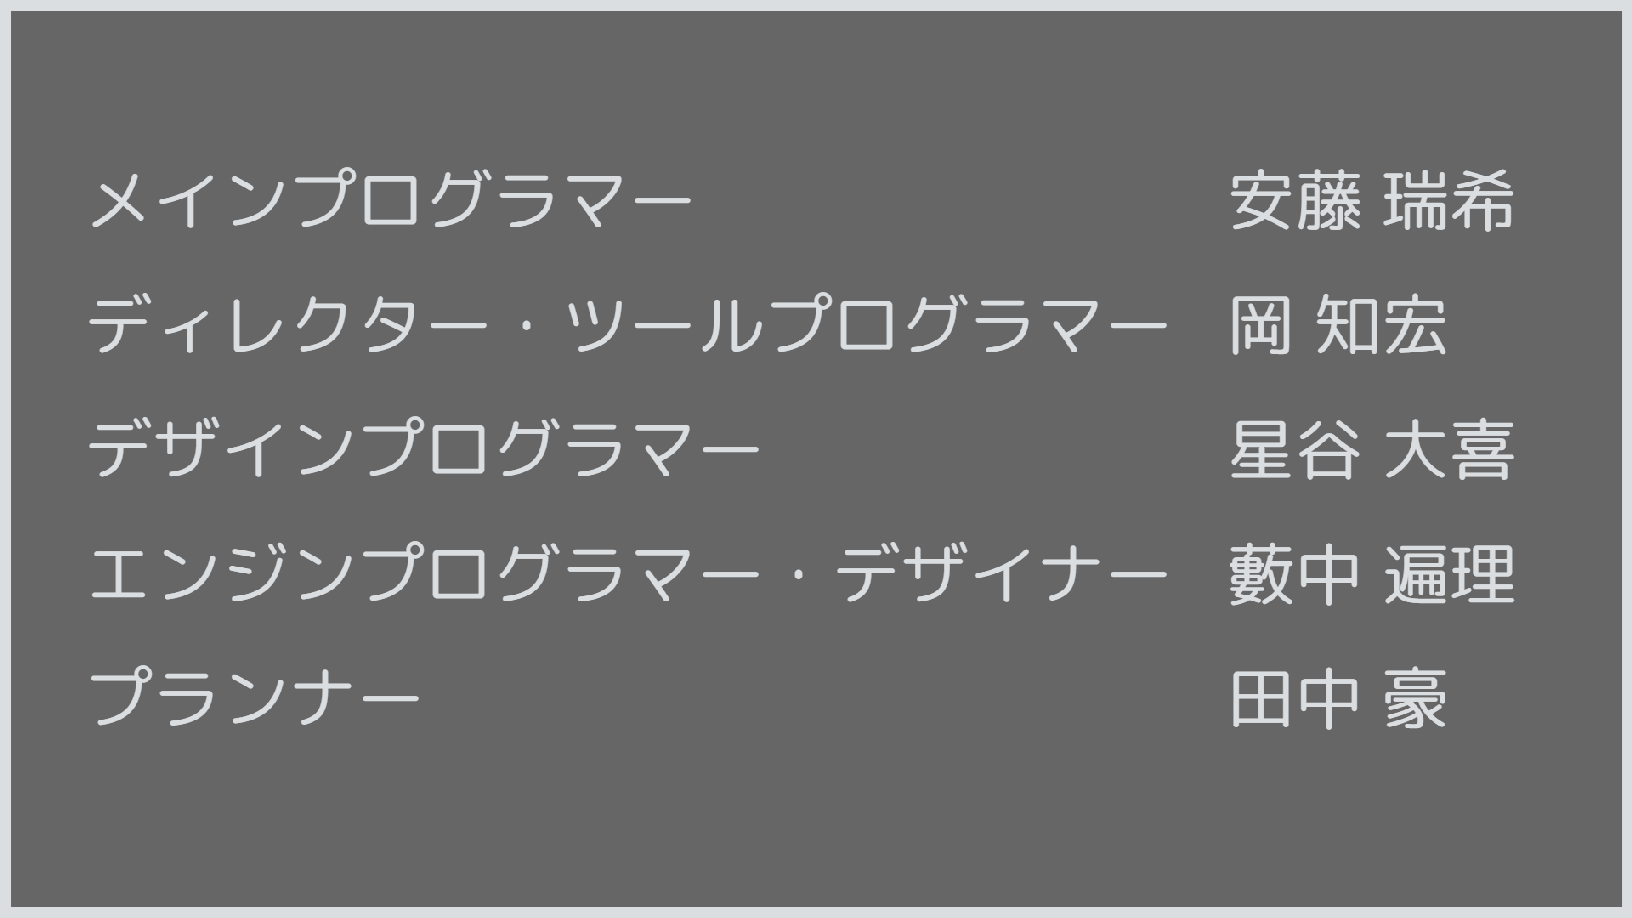 メインプログラマー 安藤 瑞希
ディレクター・ツールプログラマー 岡 知宏
デザインプログラマー 星谷 大喜
エンジンプログラマー・デザイナー 藪中 遍理
プランナー 田中 豪